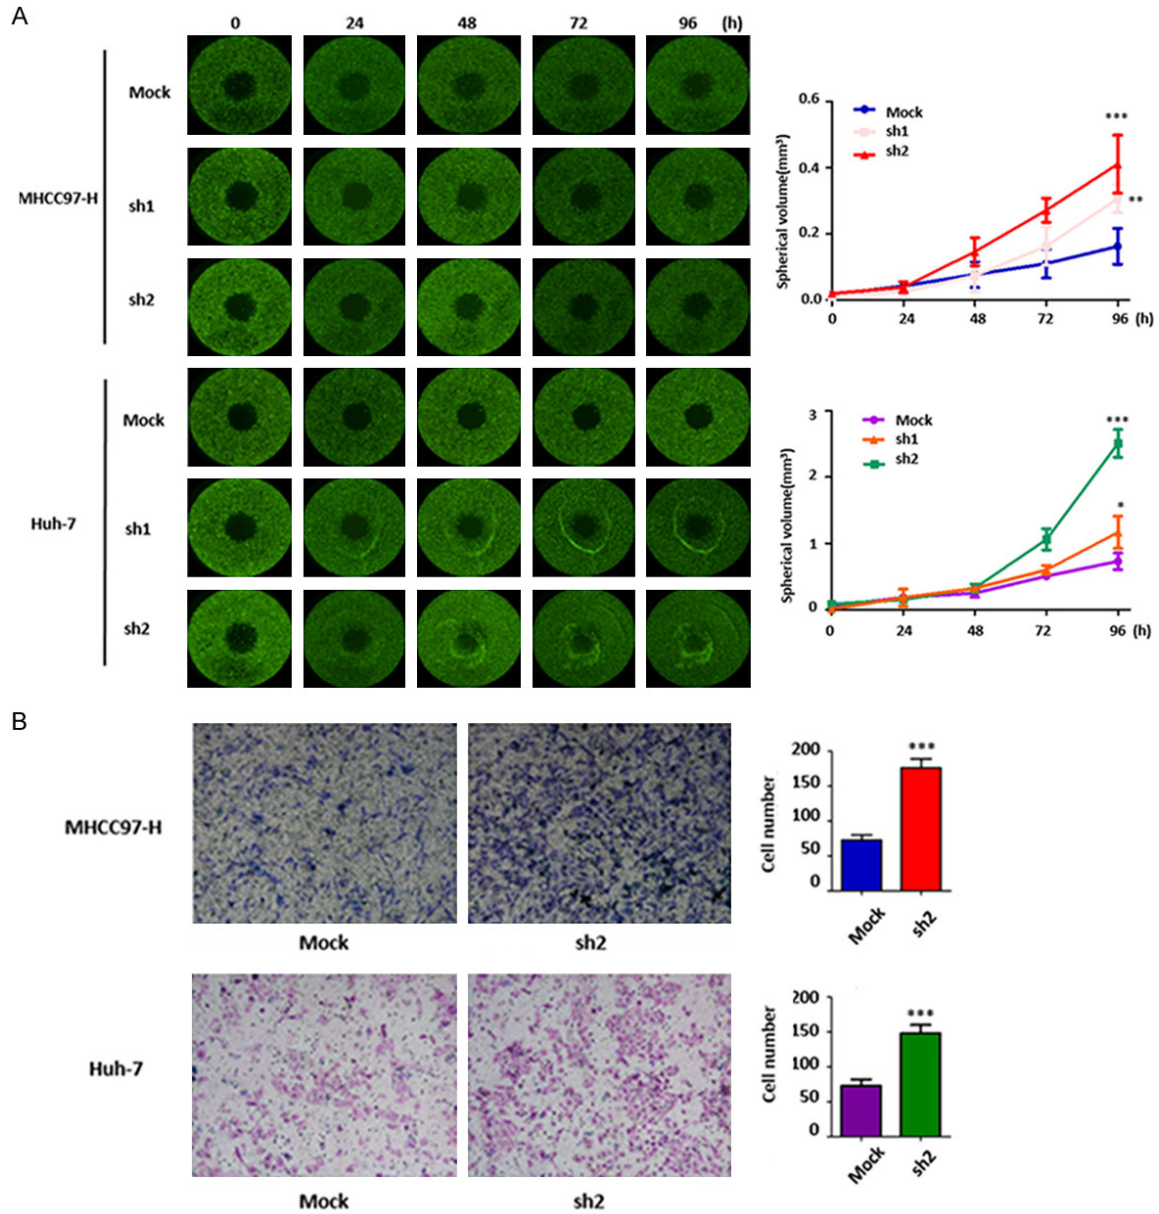 A
0 24 48 72 96 (h)
Mock
MHCC97-H
sh1
sh2
Mock
Huh-7
sh1
sh2
0.6
0.4
0.2
0.0
Spherical volume(mm³)
Mock
sh1
sh2
***
**
0 24 48 72 96 (h)
3
2
1
0
Spherical volume(mm³)
Mock
sh1
sh2
***
*
0 24 48 72 96 (h)
B
MHCC97-H
Mock sh2
200
150
100
50
0
Cell number
***
Mock sh2
Huh-7
Mock sh2
200
150
100
50
0
Cell number
***
Mock sh2